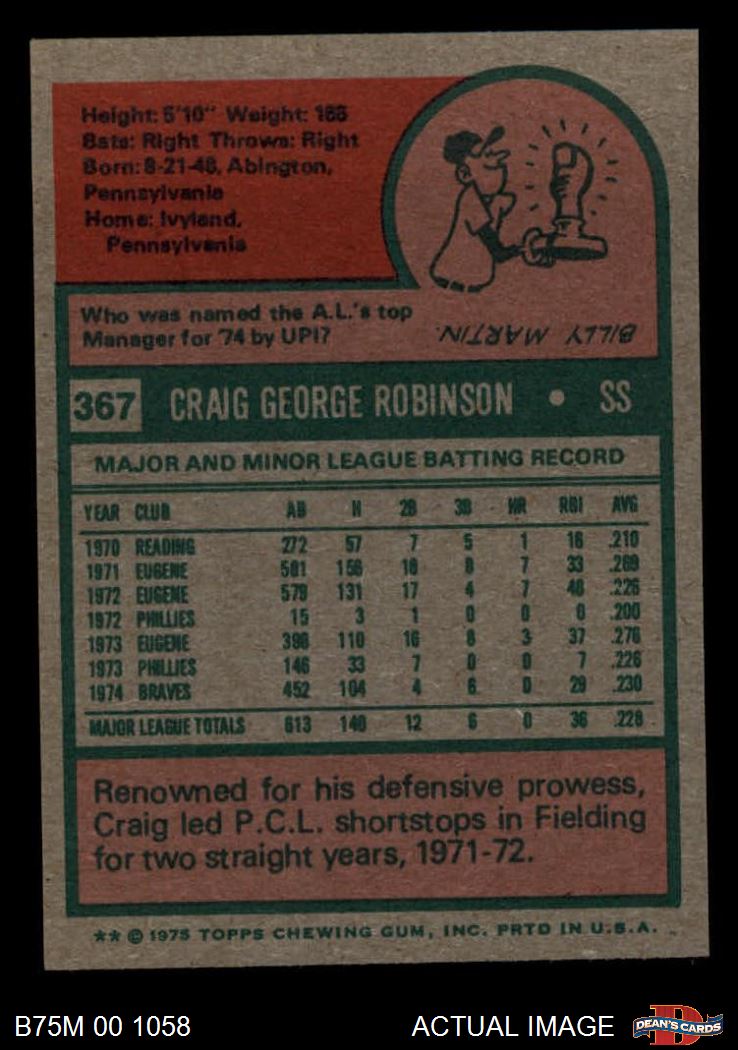 Height: 5'10" Weight: 165
Bats: Right Throws: Right
Born: 8-21-48, Abington,
Pennsylvania
Home: Ivyland,
Pennsylvania
Who was named the A.L.'s top
Manager for '74 by UPI?
BILLY MARTIN.
367 CRAIG GEORGE ROBINSON • SS
MAJOR AND MINOR LEAGUE BATTING RECORD
YEAR CLUB AB H 2B 3B HR RBI AVG
1970 READING 272 57 7 5 1 16 .210
1971 EUGENE 581 156 18 8 7 33 .269
1972 EUGENE 579 131 17 4 7 48 .226
1972 PHILLIES 15 3 1 0 0 0 .200
1973 EUGENE 398 110 16 8 3 37 .276
1973 PHILLIES 146 33 7 0 0 7 .226
1974 BRAVES 452 104 4 6 0 29 .230
MAJOR LEAGUE TOTALS 613 140 12 6 0 36 .228
Renowned for his defensive prowess,
Craig led P.C.L. shortstops in Fielding
for two straight years, 1971-72.
** © 1975 TOPPS CHEWING GUM, INC. PRTD IN U.S.A.
B75M 00 1058 ACTUAL IMAGE DEAN'S CARDS